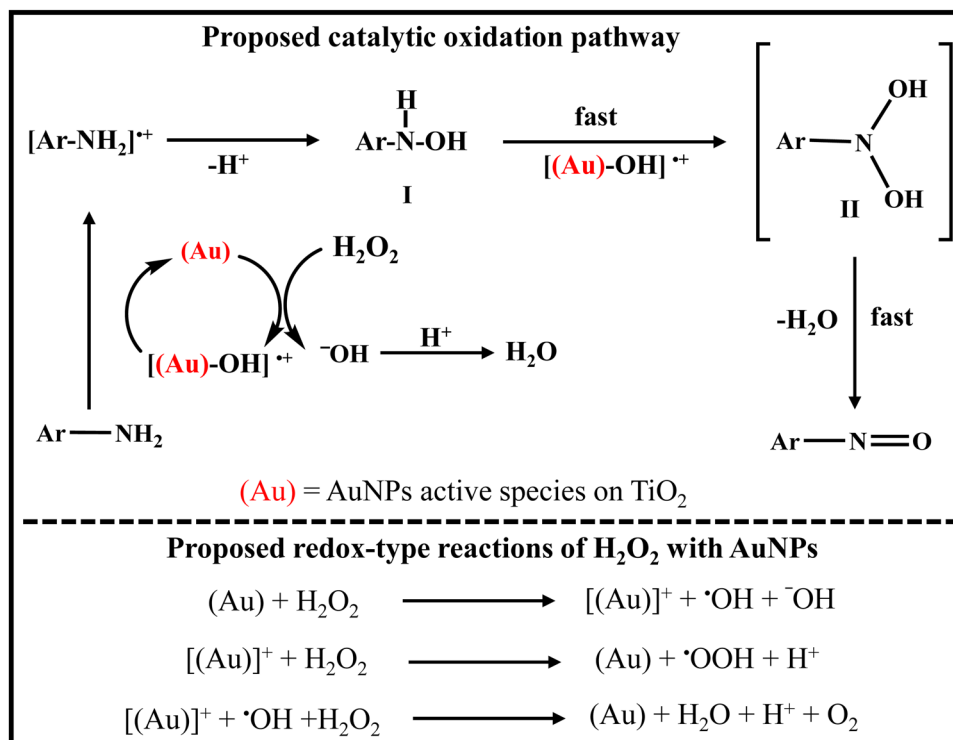 Proposed catalytic oxidation pathway
[Ar-NH₂]•⁺
-H⁺
H
Ar-N-OH
I
fast
[(Au)-OH] •⁺
Ar
N
OH
OH
II
(Au)
H₂O₂
[(Au)-OH] •⁺
⁻OH
H⁺
H₂O
-H₂O
fast
Ar
NH₂
Ar
N
O
(Au) = AuNPs active species on TiO₂
Proposed redox-type reactions of H₂O₂ with AuNPs
(Au) + H₂O₂ [(Au)]⁺ + •OH + ⁻OH
[(Au)]⁺ + H₂O₂ (Au) + •OOH + H⁺
[(Au)]⁺ + •OH +H₂O₂ (Au) + H₂O + H⁺ + O₂